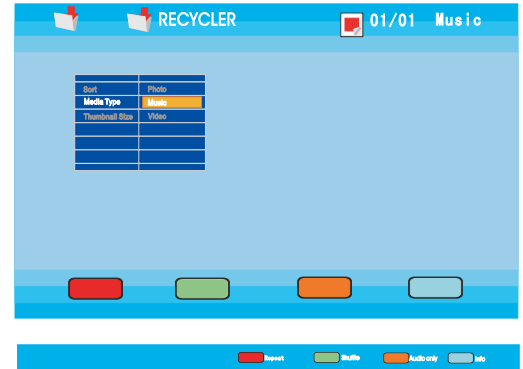 RECYCLER 01/01 Music
Sort Photo
Media Type Music
Thumbnail Size Video
Repeat Shuffle Audio only Info